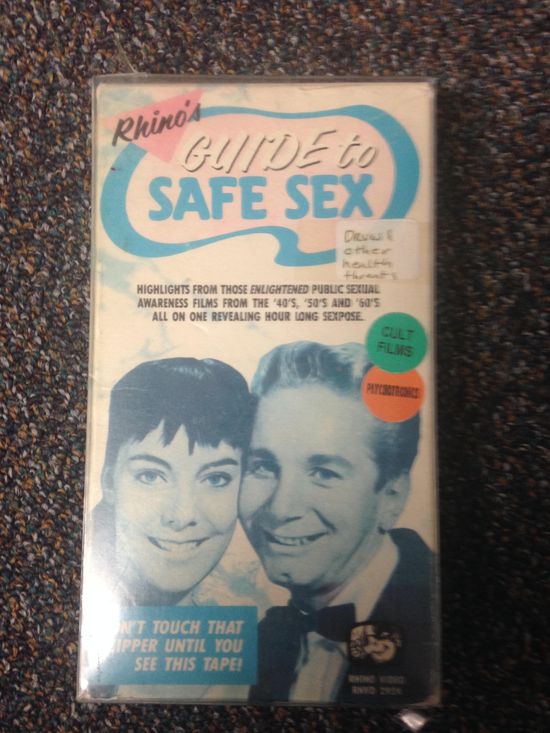 Rhino's
GUIDE to
SAFE SEX
Drugs &
other
health
threats
HIGHLIGHTS FROM THOSE ENLIGHTENED PUBLIC SEXUAL
AWARENESS FILMS FROM THE '40'S, '50'S AND '60'S
ALL ON ONE REVEALING HOUR LONG SEXPOSE.
CULT
FILMS
PSYCHOTRONICS
ON'T TOUCH THAT
IPPER UNTIL YOU
SEE THIS TAPE!
RHINO VIDEO
RNVD